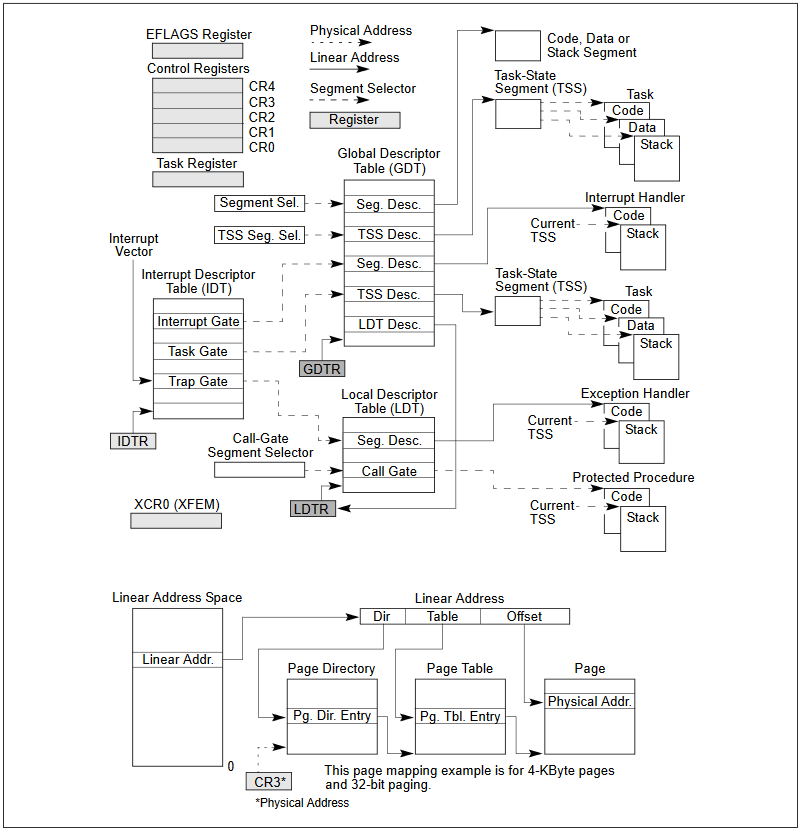 EFLAGS Register
Control Registers
CR4
CR3
CR2
CR1
CR0
Task Register
Physical Address
Linear Address
Segment Selector
Register
Code, Data or
Stack Segment
Task-State
Segment (TSS)
Task
Code
Data
Stack
Global Descriptor
Table (GDT)
Segment Sel.
Seg. Desc.
TSS Seg. Sel.
TSS Desc.
Seg. Desc.
TSS Desc.
LDT Desc.
GDTR
Interrupt Handler
Code
Current
TSS
Stack
Interrupt
Vector
Interrupt Descriptor
Table (IDT)
Interrupt Gate
Task Gate
Trap Gate
IDTR
Task-State
Segment (TSS)
Task
Code
Data
Stack
Local Descriptor
Table (LDT)
Call-Gate
Segment Selector
Seg. Desc.
Call Gate
LDTR
Exception Handler
Code
Current
TSS
Stack
Protected Procedure
Code
Current
TSS
Stack
XCR0 (XFEM)
Linear Address Space
Linear Addr.
0
Linear Address
Dir
Table
Offset
Page Directory
Pg. Dir. Entry
Page Table
Pg. Tbl. Entry
Page
Physical Addr.
CR3*
*Physical Address
This page mapping example is for 4-KByte pages
and 32-bit paging.